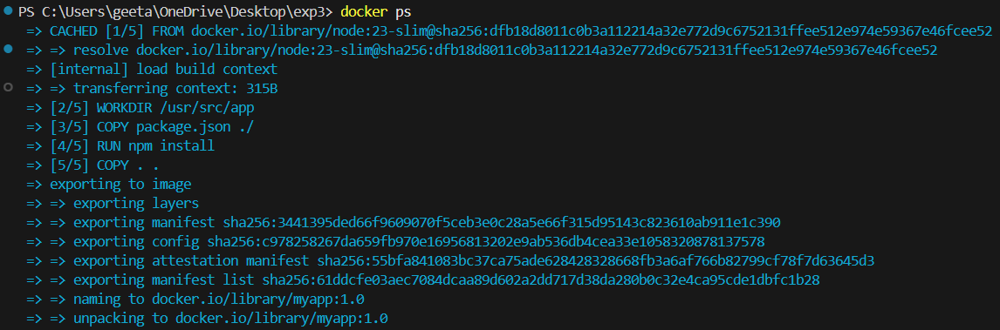 PS C:\Users\geeta\OneDrive\Desktop\exp3> docker ps
=> CACHED [1/5] FROM docker.io/library/node:23-slim@sha256:dfb18d8011c0b3a112214a32e772d9c6752131ffee512e974e59367e46fcee52
=> => resolve docker.io/library/node:23-slim@sha256:dfb18d8011c0b3a112214a32e772d9c6752131ffee512e974e59367e46fcee52
=> [internal] load build context
=> => transferring context: 315B
=> [2/5] WORKDIR /usr/src/app
=> [3/5] COPY package.json ./
=> [4/5] RUN npm install
=> [5/5] COPY . .
=> exporting to image
=> => exporting layers
=> => exporting manifest sha256:3441395ded66f9609070f5ceb3e0c28a5e66f315d95143c823610ab911e1c390
=> => exporting config sha256:c978258267da659fb970e16956813202e9ab536db4cea33e1058320878137578
=> => exporting attestation manifest sha256:55bfa841083bc37ca75ade628428328668fb3a6af766b82799cf78f7d63645d3
=> => exporting manifest list sha256:61ddcfe03aec7084dcaa89d602a2dd717d38da280b0c32e4ca95cde1dbfc1b28
=> => naming to docker.io/library/myapp:1.0
=> => unpacking to docker.io/library/myapp:1.0